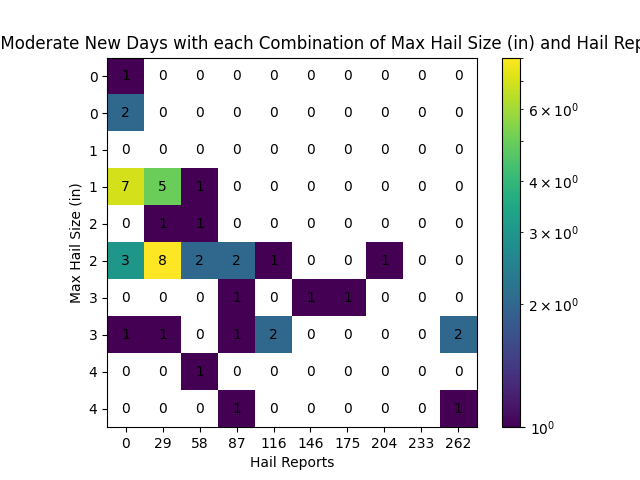 Moderate New Days with each Combination of Max Hail Size (in) and Hail
0 1 0 0 0 0 0 0 0 0 0
0 2 0 0 0 0 0 0 0 0 0
1 0 0 0 0 0 0 0 0 0 0
1 7 5 1 0 0 0 0 0 0 0
2 0 1 1 0 0 0 0 0 0 0
2 3 8 2 2 1 0 0 1 0 0
3 0 0 0 1 0 1 1 0 0 0
3 1 1 0 1 2 0 0 0 0 2
4 0 0 1 0 0 0 0 0 0 0
4 0 0 0 1 0 0 0 0 0 1
0 29 58 87 116 146 175 204 233 262
Hail Reports
Max Hail Size (in)
6 × 10⁰
4 × 10⁰
3 × 10⁰
2 × 10⁰
10⁰